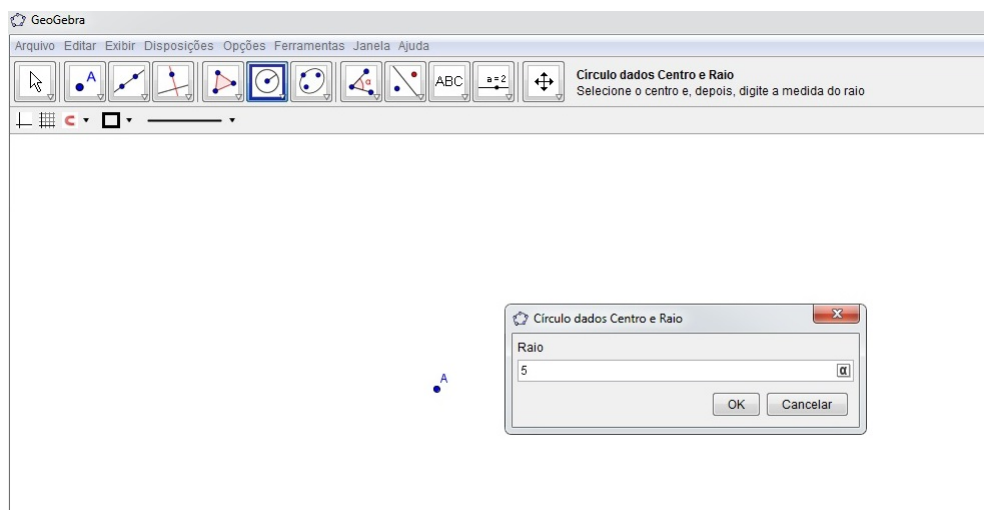 GeoGebra
Arquivo Editar Exibir Disposições Opções Ferramentas Janela Ajuda
A
α
ABC
a=2
Círculo dados Centro e Raio
Selecione o centro e, depois, digite a medida do raio
Círculo dados Centro e Raio
Raio
5
α
A
OK
Cancelar